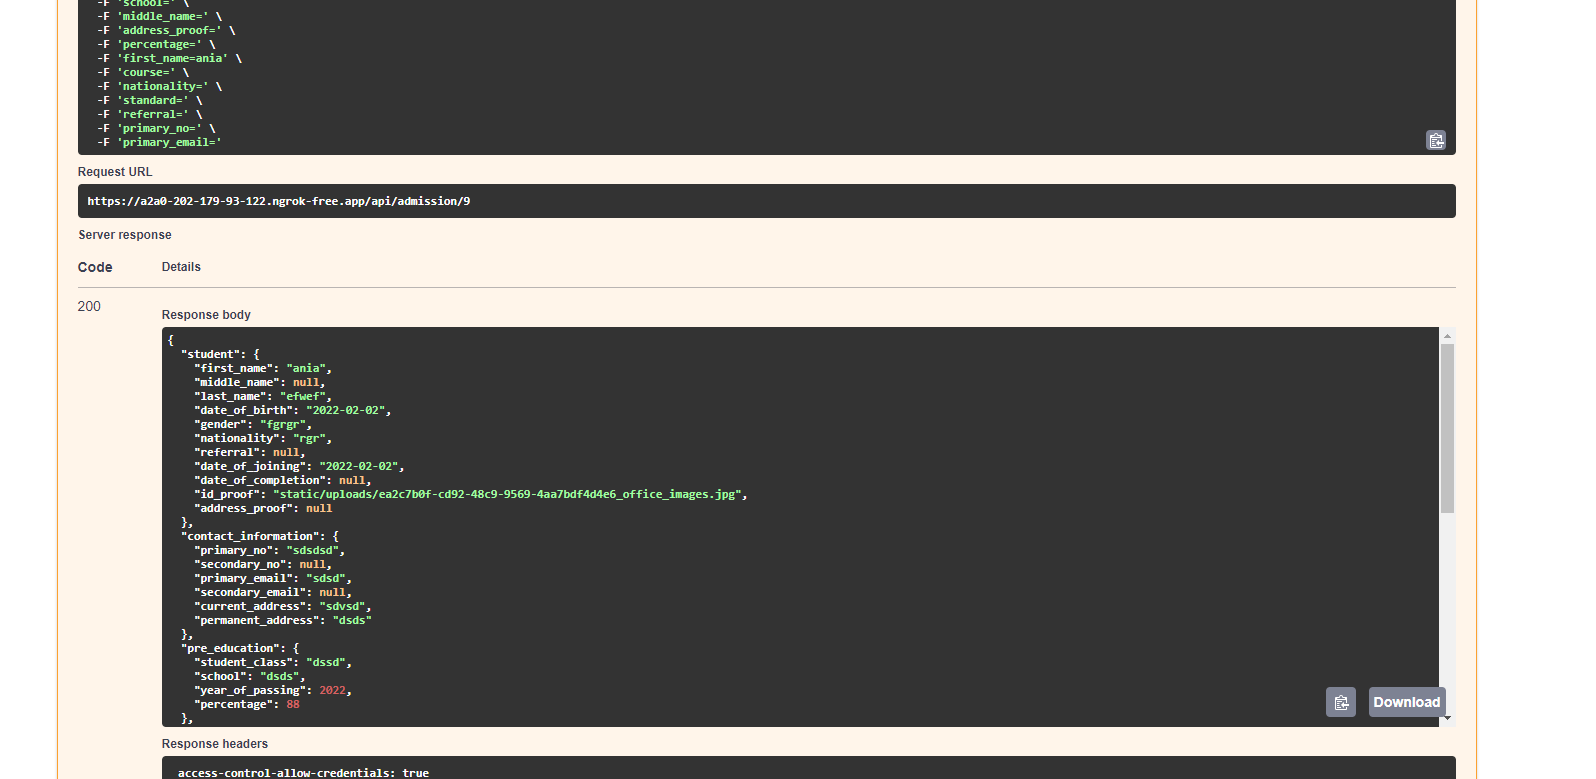 -F 'school=' \
-F 'middle_name=' \
-F 'address_proof=' \
-F 'percentage=' \
-F 'first_name=ania' \
-F 'course=' \
-F 'nationality=' \
-F 'standard=' \
-F 'referral=' \
-F 'primary_no=' \
-F 'primary_email='
Request URL
https://a2a0-202-179-93-122.ngrok-free.app/api/admission/9
Server response
Code Details
200
Response body
{
  "student": {
    "first_name": "ania",
    "middle_name": null,
    "last_name": "efwef",
    "date_of_birth": "2022-02-02",
    "gender": "fgrgr",
    "nationality": "rgr",
    "referral": null,
    "date_of_joining": "2022-02-02",
    "date_of_completion": null,
    "id_proof": "static/uploads/ea2c7b0f-cd92-48c9-9569-4aa7bdf4d4e6_office_images.jpg",
    "address_proof": null
  },
  "contact_information": {
    "primary_no": "sdsdsd",
    "secondary_no": null,
    "primary_email": "sdsd",
    "secondary_email": null,
    "current_address": "sdvsd",
    "permanent_address": "dsds"
  },
  "pre_education": {
    "student_class": "dssd",
    "school": "dsds",
    "year_of_passing": 2022,
    "percentage": 88
  },
Download
Response headers
access-control-allow-credentials: true